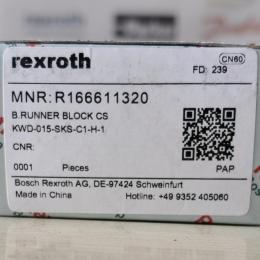 rexroth
CN60
FD: 239
MNR:R166611320
B.RUNNER BLOCK CS
KWD-015-SKS-C1-H-1
CNR:
0001 Pieces
PAP
Bosch Rexroth AG, DE-97424 Schweinfurt
Made in China Hotline: +49 9352 405060